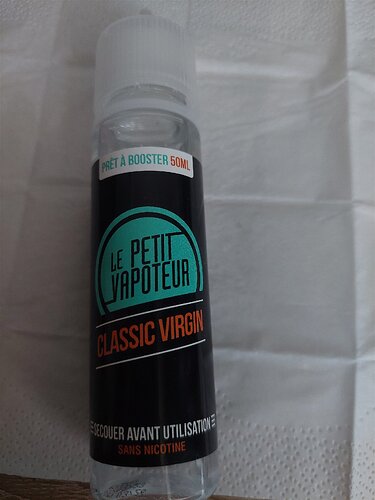 PRÊT À BOOSTER 50ML
LE PETIT
VAPOTEUR
CLASSIC VIRGIN
SECOUER AVANT UTILISATION
SANS NICOTINE